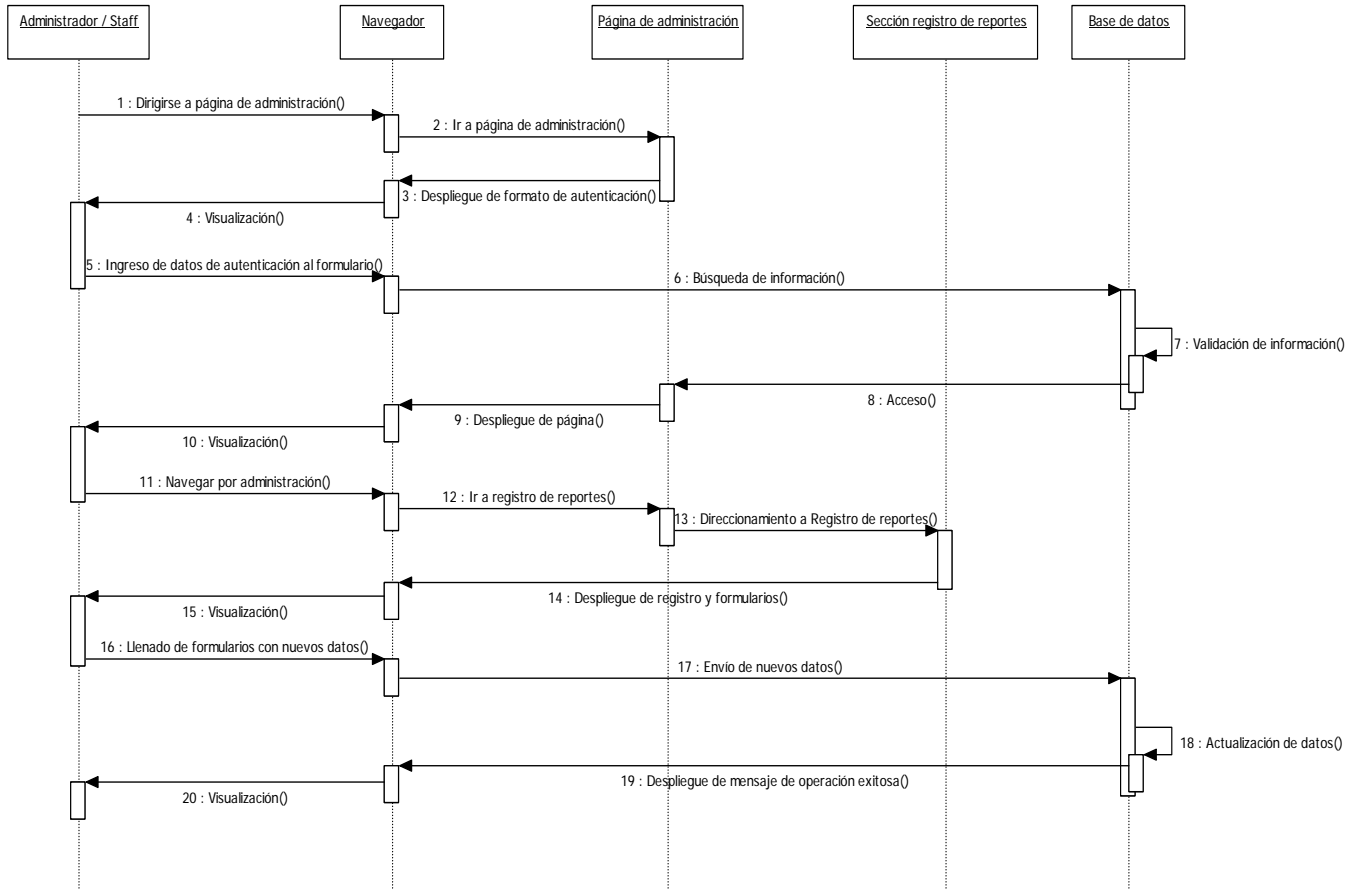 Administrador / Staff
Navegador
Página de administración
Sección registro de reportes
Base de datos
1 : Dirigirse a página de administración()
2 : Ir a página de administración()
3 : Despliegue de formato de autenticación()
4 : Visualización()
5 : Ingreso de datos de autenticación al formulario()
6 : Búsqueda de información()
7 : Validación de información()
8 : Acceso()
9 : Despliegue de página()
10 : Visualización()
11 : Navegar por administración()
12 : Ir a registro de reportes()
13 : Direccionamiento a Registro de reportes()
14 : Despliegue de registro y formularios()
15 : Visualización()
16 : Llenado de formularios con nuevos datos()
17 : Envío de nuevos datos()
18 : Actualización de datos()
19 : Despliegue de mensaje de operación exitosa()
20 : Visualización()